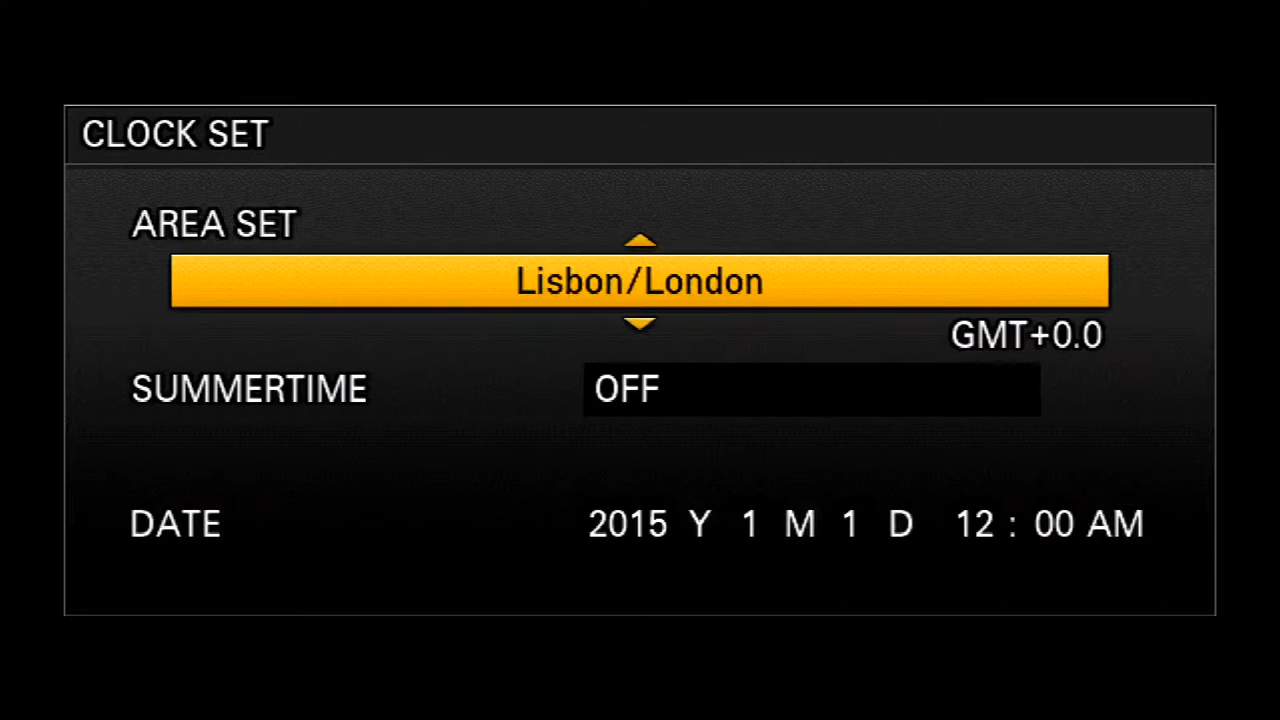 CLOCK SET
AREA SET
Lisbon/London
GMT+0.0
SUMMERTIME OFF
DATE 2015 Y 1 M 1 D 12 : 00 AM